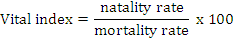 Vital index = natality rate / mortality rate x 100